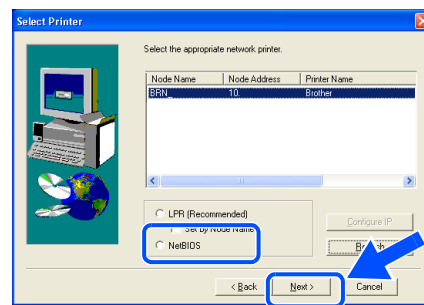 Select Printer
Select the appropriate network printer.
Node Name Node Address Printer Name
BRN_ 10. Brother
LPR (Recommended)
Set by Node Name
Configure IP
NetBIOS
< Back Next > Cancel